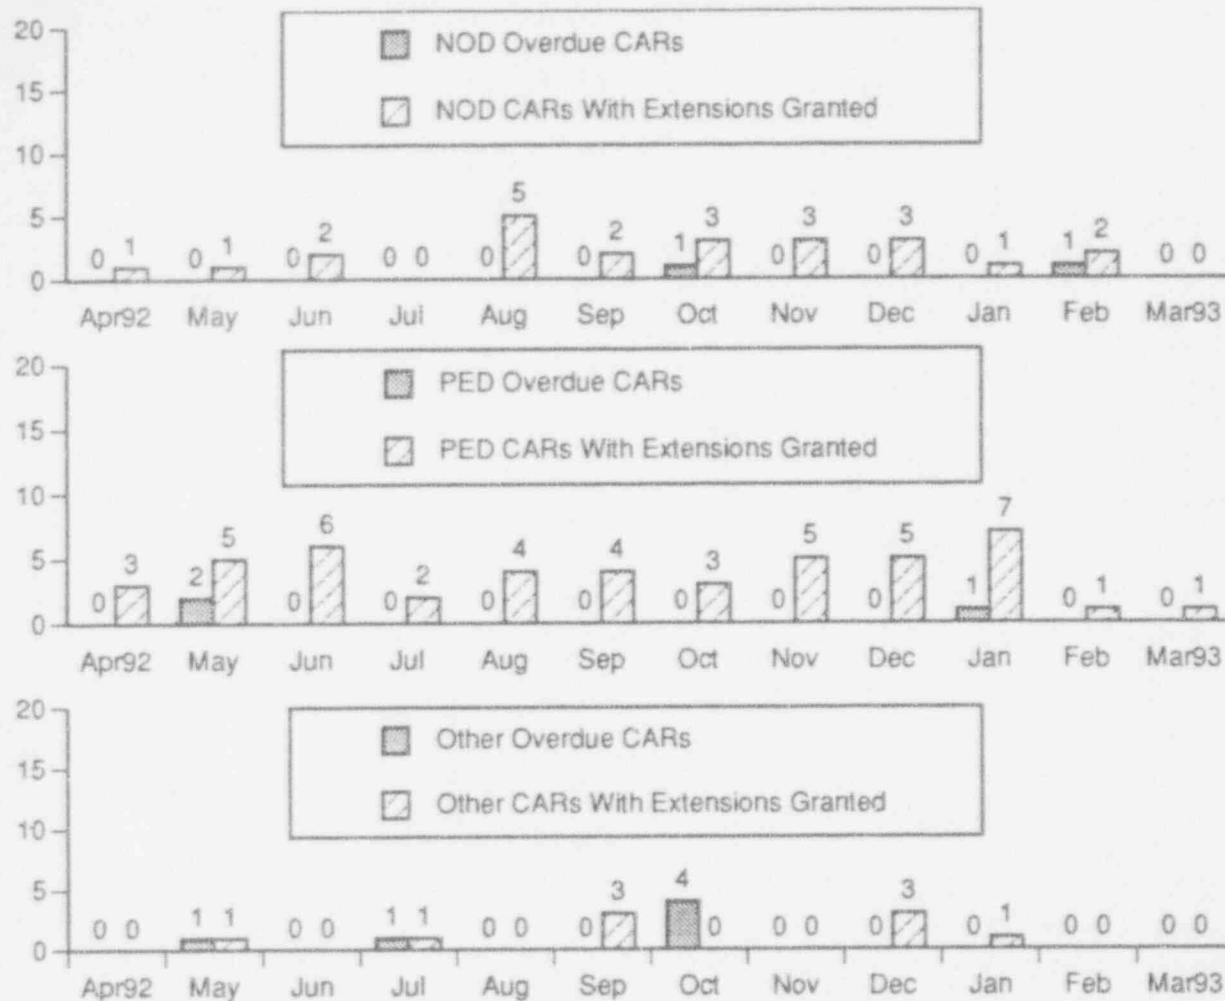 20
NOD Overdue CARs
15
NOD CARs With Extensions Granted
10
5
0
0 1 0 1 0 2 0 0 0 5 0 2 1 3 0 3 0 3 0 1 1 2 0 0
Apr92 May Jun Jul Aug Sep Oct Nov Dec Jan Feb Mar93
20
PED Overdue CARs
15
PED CARs With Extensions Granted
10
5
0
0 3 2 5 0 6 0 2 0 4 0 4 0 3 0 5 0 5 1 7 0 1 0 1
Apr92 May Jun Jul Aug Sep Oct Nov Dec Jan Feb Mar93
20
Other Overdue CARs
15
Other CARs With Extensions Granted
10
5
0
0 0 1 1 0 0 1 1 0 0 0 3 4 0 0 0 0 3 0 1 0 0 0 0
Apr92 May Jun Jul Aug Sep Oct Nov Dec Jan Feb Mar93